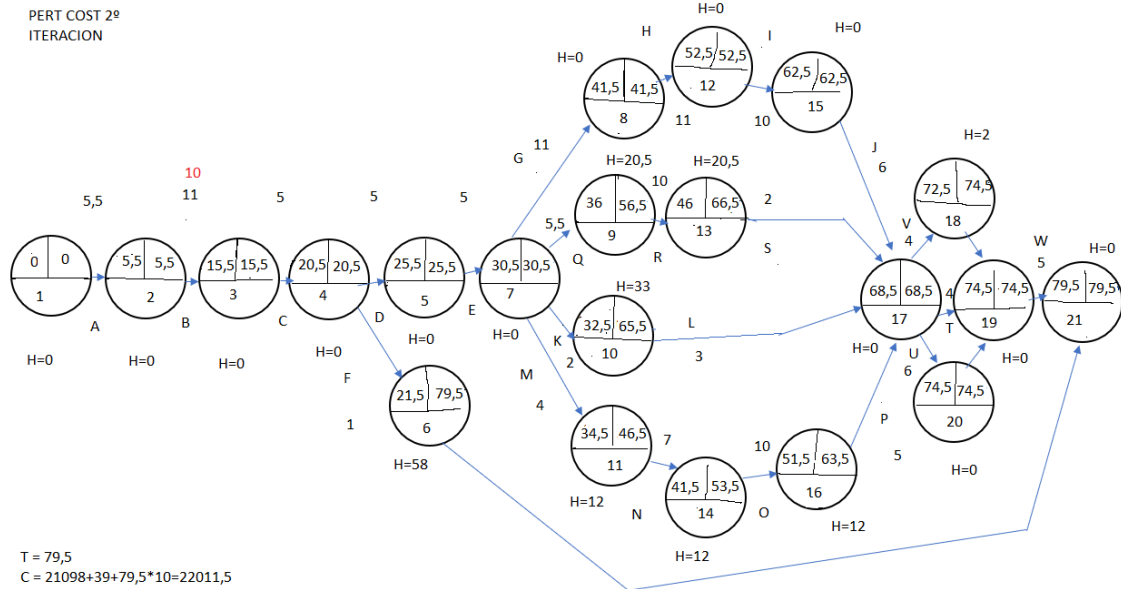 PERT COST 2º
ITERACION
H
I
H=0
H=0
H=0
52,5 52,5
12
62,5 62,5
15
41,5 41,5
8
11
10
G
11
J
6
H=2
10
11
5,5
5
5
5
H=20,5
10
H=20,5
2
72,5 74,5
18
36 56,5
9
46 66,5
13
5,5
Q
R
S
V
4
W
5
H=0
0 0
1
5,5 5,5
2
15,5 15,5
3
20,5 20,5
4
25,5 25,5
5
30,5 30,5
7
H=33
68,5 68,5
17
4
T
74,5 74,5
19
79,5 79,5
21
A
B
C
D
E
H=0
H=0
H=0
H=0
H=0
H=0
K
2
32,5 65,5
10
L
3
H=0
U
6
H=0
M
4
F
1
21,5 79,5
6
H=58
74,5 74,5
20
H=0
P
5
34,5 46,5
11
7
H=12
N
41,5 53,5
14
10
O
H=12
51,5 63,5
16
H=12
T = 79,5
C = 21098+39+79,5*10=22011,5